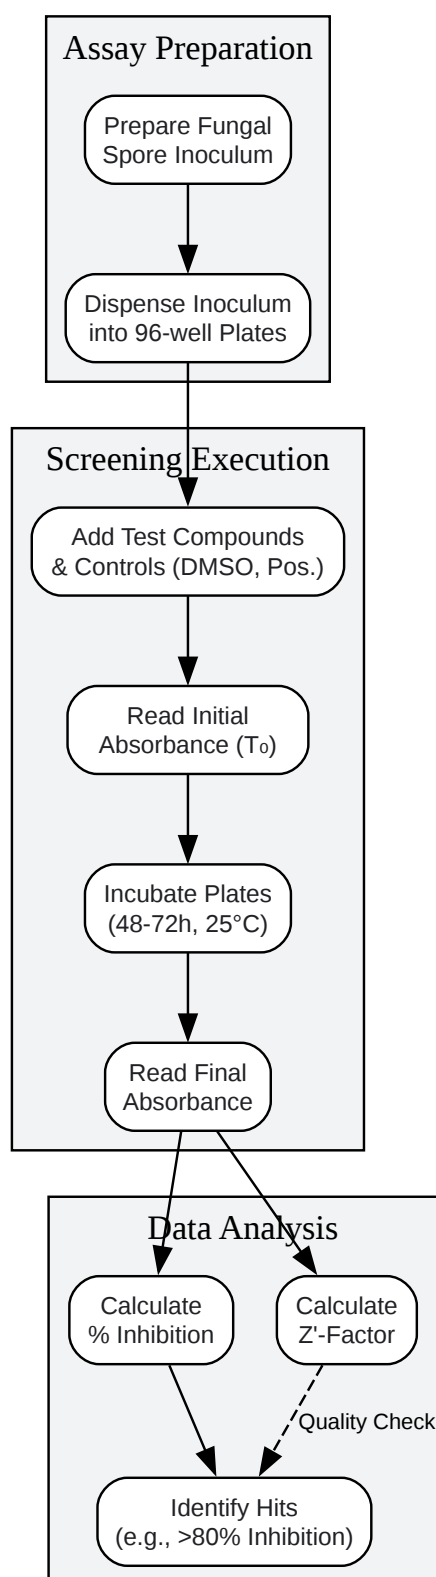 Assay Preparation
Prepare Fungal
Spore Inoculum
Dispense Inoculum
into 96-well Plates
Screening Execution
Add Test Compounds
& Controls (DMSO, Pos.)
Read Initial
Absorbance (T₀)
Incubate Plates
(48-72h, 25°C)
Read Final
Absorbance
Data Analysis
Calculate
% Inhibition
Calculate
Z'-Factor
Quality Check
Identify Hits
(e.g., >80% Inhibition)